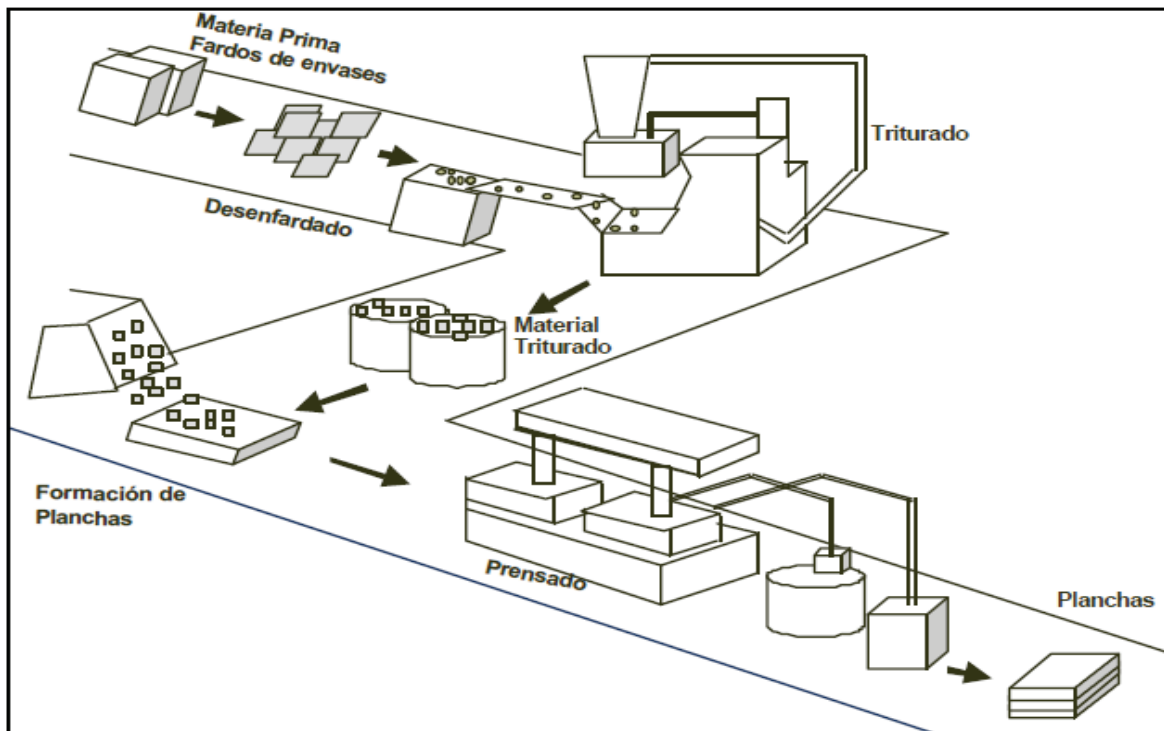 Materia Prima
Fardos de envases
Triturado
Desenfardado
Material
Triturado
Formación de
Planchas
Prensado
Planchas